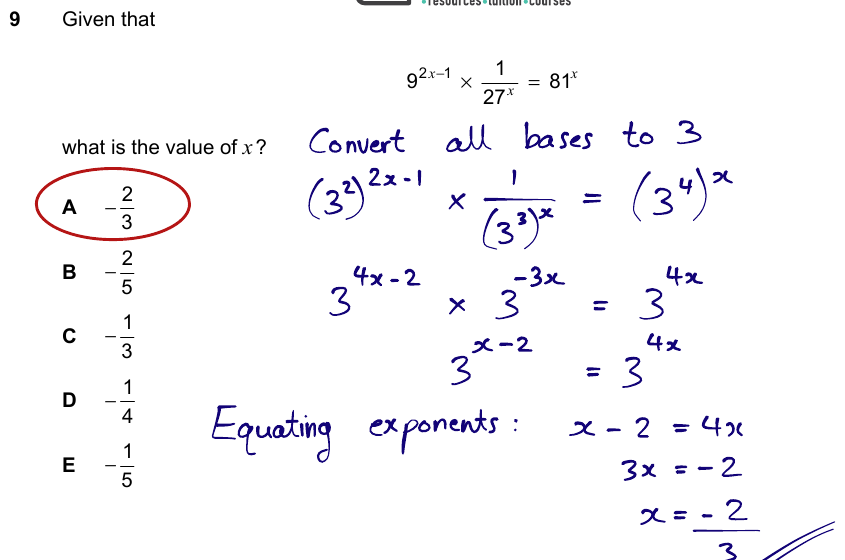 •resources•tuition•courses
9 Given that
9^{2x−1} × 1/27^x = 81^x
what is the value of x? Convert all bases to 3
(3^2)^{2x-1} × 1/(3^3)^x = (3^4)^x
A −2/3
B −2/5
C −1/3
D −1/4
E −1/5
3^{4x-2} × 3^{-3x} = 3^{4x}
3^{x-2} = 3^{4x}
Equating exponents: x - 2 = 4x
3x = -2
x = -2/3